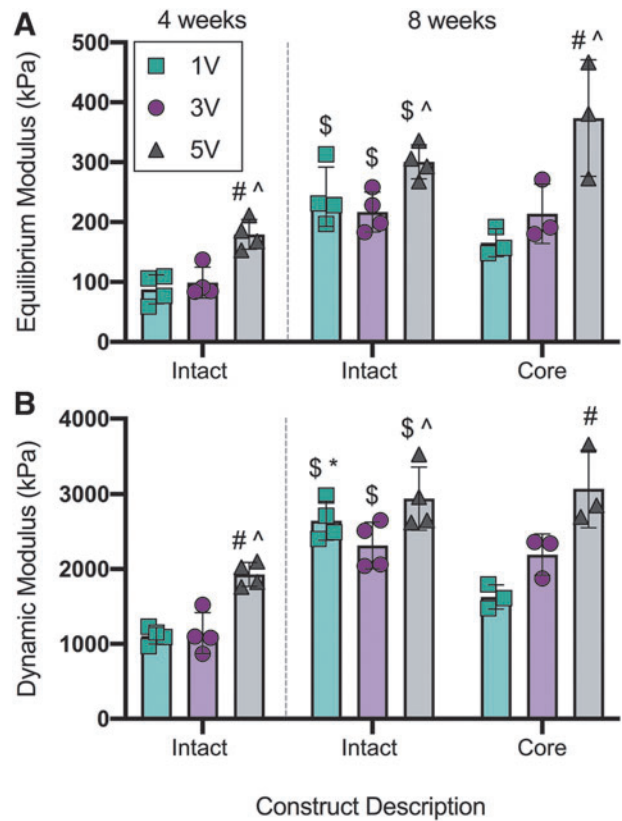 A
4 weeks
8 weeks
Equilibrium Modulus (kPa)
500
400
300
200
100
0
1V
3V
5V
# ^
$
$
$ ^
# ^
Intact
Intact
Core
B
Dynamic Modulus (kPa)
4000
3000
2000
1000
0
# ^
$ *
$
$ ^
#
Intact
Intact
Core
Construct Description